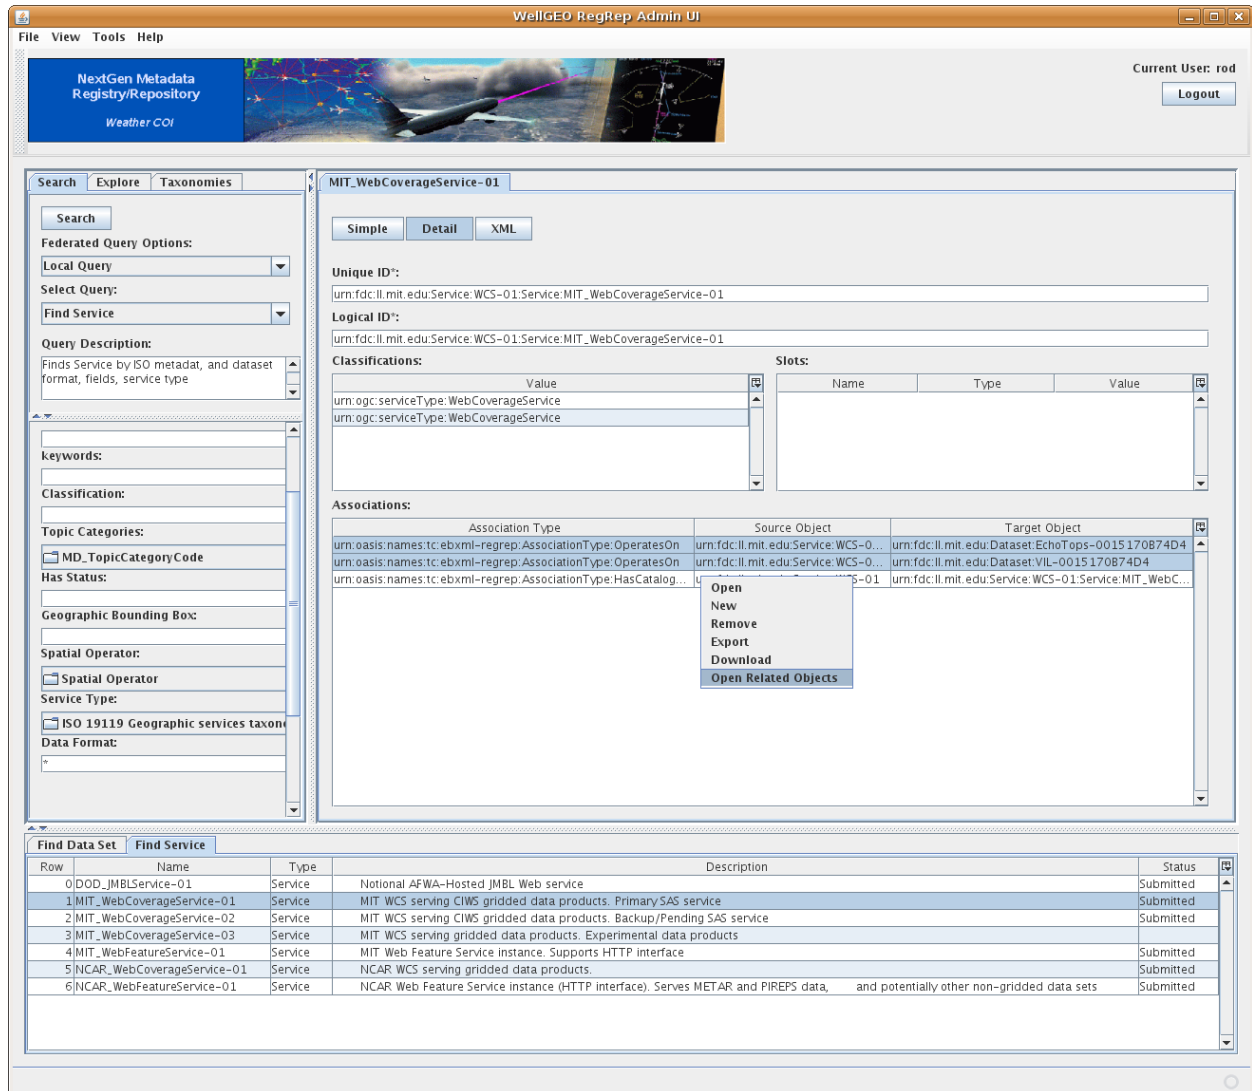 WellGEO RegRep Admin UI
File View Tools Help
NextGen Metadata
Registry/Repository
Weather COI
Current User: rod
Logout
Search Explore Taxonomies
Search
Federated Query Options:
Local Query
Select Query:
Find Service
Query Description:
Finds Service by ISO metadat, and dataset
format, fields, service type
keywords:
Classification:
Topic Categories:
MD_TopicCategoryCode
Has Status:
Geographic Bounding Box:
Spatial Operator:
Spatial Operator
Service Type:
ISO 19119 Geographic services taxon
Data Format:
*
MIT_WebCoverageService-01
Simple Detail XML
Unique ID*:
urn:fdc:ll.mit.edu:Service:WCS-01:Service:MIT_WebCoverageService-01
Logical ID*:
urn:fdc:ll.mit.edu:Service:WCS-01:Service:MIT_WebCoverageService-01
Classifications:
Value
urn:ogc:serviceType:WebCoverageService
urn:ogc:serviceType:WebCoverageService
Slots:
Name Type Value
Associations:
Association Type Source Object Target Object
urn:oasis:names:tc:ebxml-regrep:AssociationType:OperatesOn urn:fdc:ll.mit.edu:Service:WCS-0... urn:fdc:ll.mit.edu:Dataset:EchoTops-0015170B74D4
urn:oasis:names:tc:ebxml-regrep:AssociationType:OperatesOn urn:fdc:ll.mit.edu:Service:WCS-0... urn:fdc:ll.mit.edu:Dataset:VIL-0015170B74D4
urn:oasis:names:tc:ebxml-regrep:AssociationType:HasCatalog... urn:fdc:ll.mit.edu:Service:WCS-01 urn:fdc:ll.mit.edu:Service:WCS-01:Service:MIT_WebC...
Open
New
Remove
Export
Download
Open Related Objects
Find Data Set Find Service
Row Name Type Description Status
0 DOD_JMBLService-01 Service Notional AFWA-Hosted JMBL Web service Submitted
1 MIT_WebCoverageService-01 Service MIT WCS serving CIWS gridded data products. Primary SAS service Submitted
2 MIT_WebCoverageService-02 Service MIT WCS serving CIWS gridded data products. Backup/Pending SAS service Submitted
3 MIT_WebCoverageService-03 Service MIT WCS serving gridded data products. Experimental data products
4 MIT_WebFeatureService-01 Service MIT Web Feature Service instance. Supports HTTP interface Submitted
5 NCAR_WebCoverageService-01 Service NCAR WCS serving gridded data products. Submitted
6 NCAR_WebFeatureService-01 Service NCAR Web Feature Service instance (HTTP interface). Serves METAR and PIREPS data, and potentially other non-gridded data sets Submitted